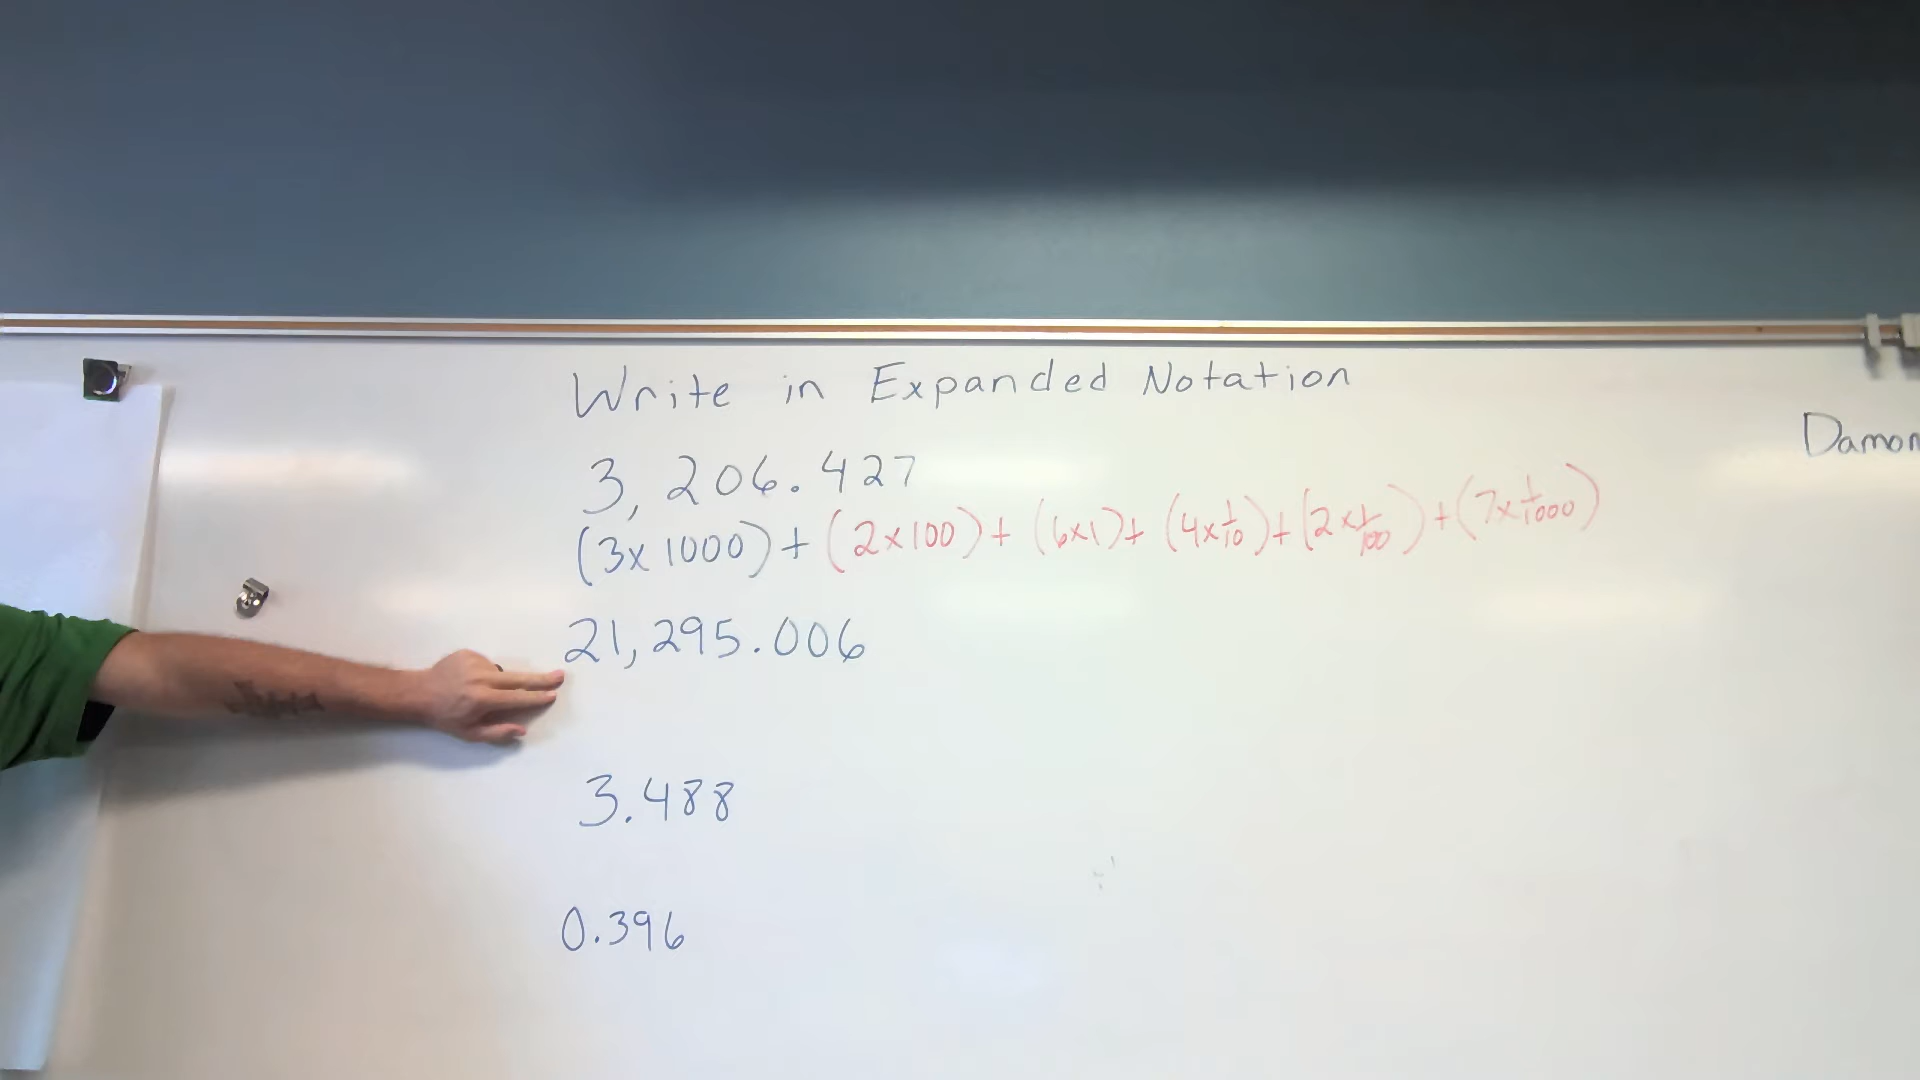 Write in Expanded Notation
Damon
3,206.427
(3x1000)+(2x100)+(6x1)+(4x1/10)+(2x1/100)+(7x1/1000)
21,295.006
3.488
0.396